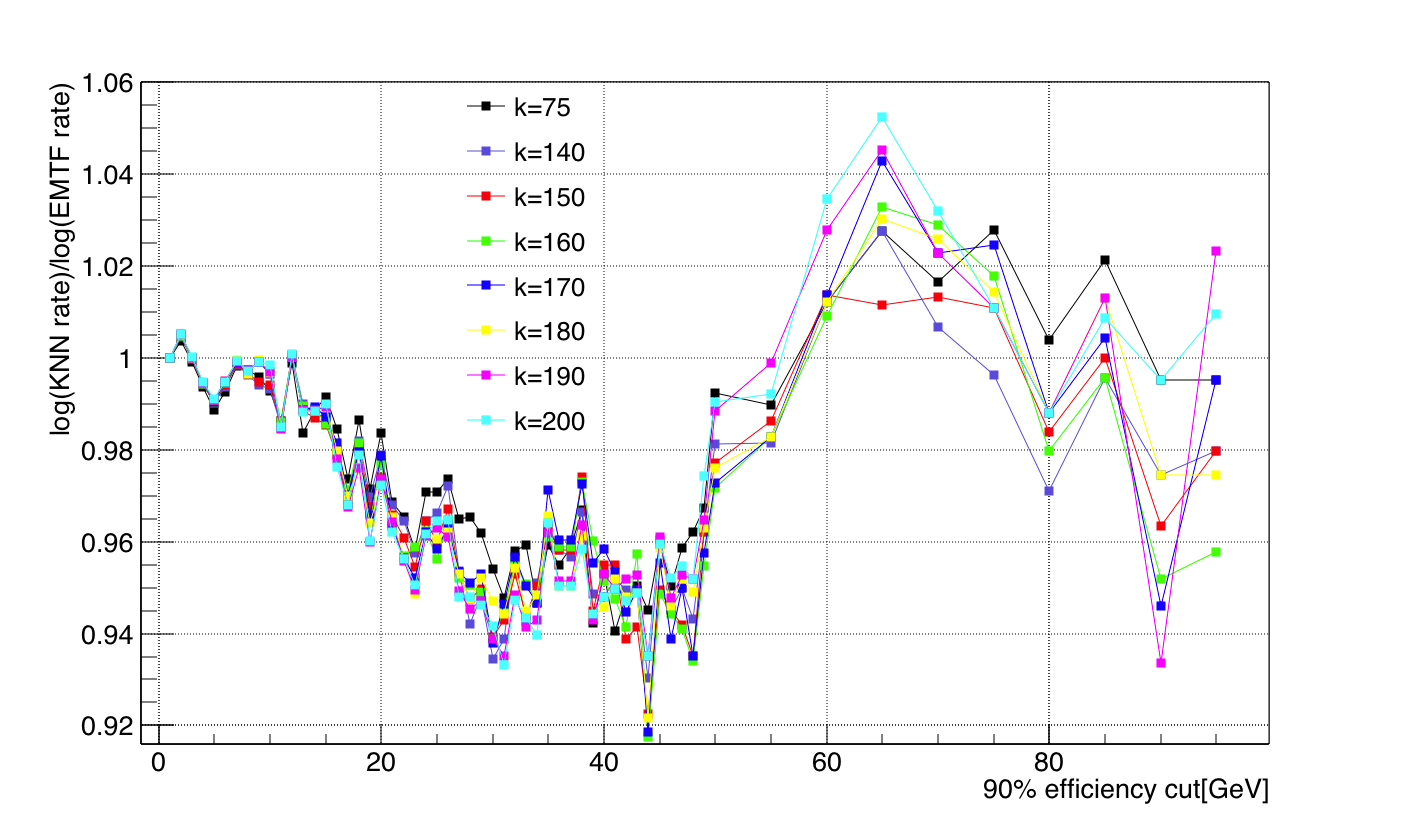 log(KNN rate)/log(EMTF rate)
1.06
1.04
1.02
1
0.98
0.96
0.94
0.92
k=75
k=140
k=150
k=160
k=170
k=180
k=190
k=200
0 20 40 60 80
90% efficiency cut[GeV]